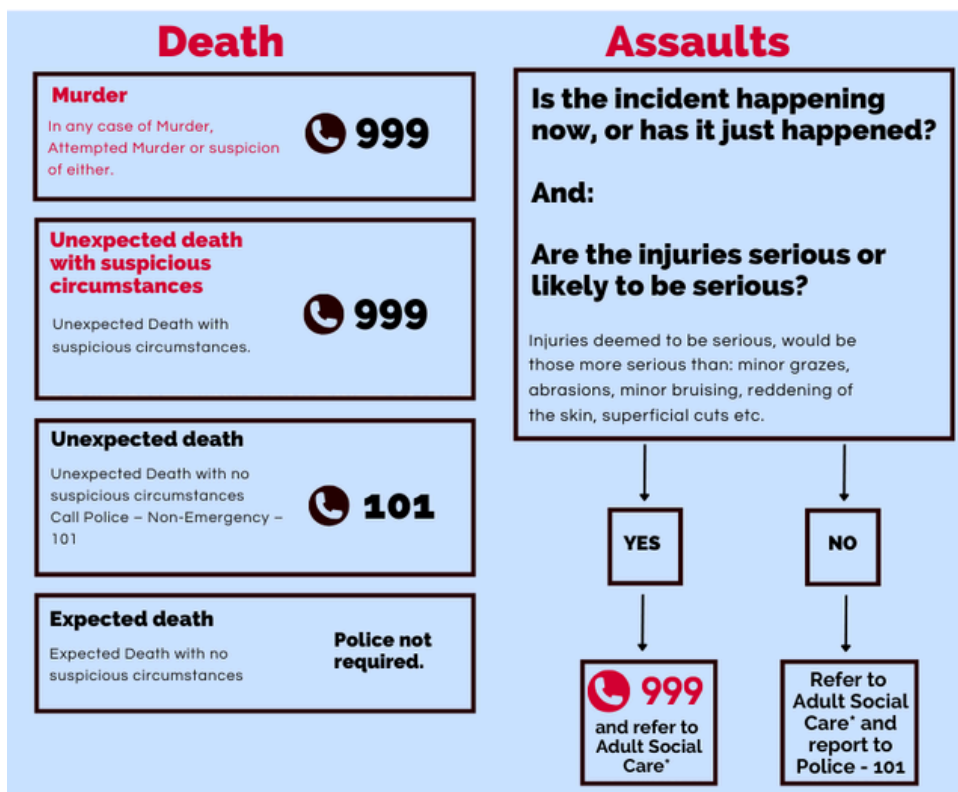 Death
Murder
In any case of Murder,
Attempted Murder or suspicion
of either.
999
Unexpected death
with suspicious
circumstances
Unexpected Death with
suspicious circumstances.
999
Unexpected death
Unexpected Death with no
suspicious circumstances
Call Police – Non-Emergency –
101
101
Expected death
Expected Death with no
suspicious circumstances
Police not
required.
Assaults
Is the incident happening
now, or has it just happened?
And:
Are the injuries serious or
likely to be serious?
Injuries deemed to be serious, would be
those more serious than: minor grazes,
abrasions, minor bruising, reddening of
the skin, superficial cuts etc.
YES
NO
999
and refer to
Adult Social
Care*
Refer to
Adult Social
Care* and
report to
Police - 101